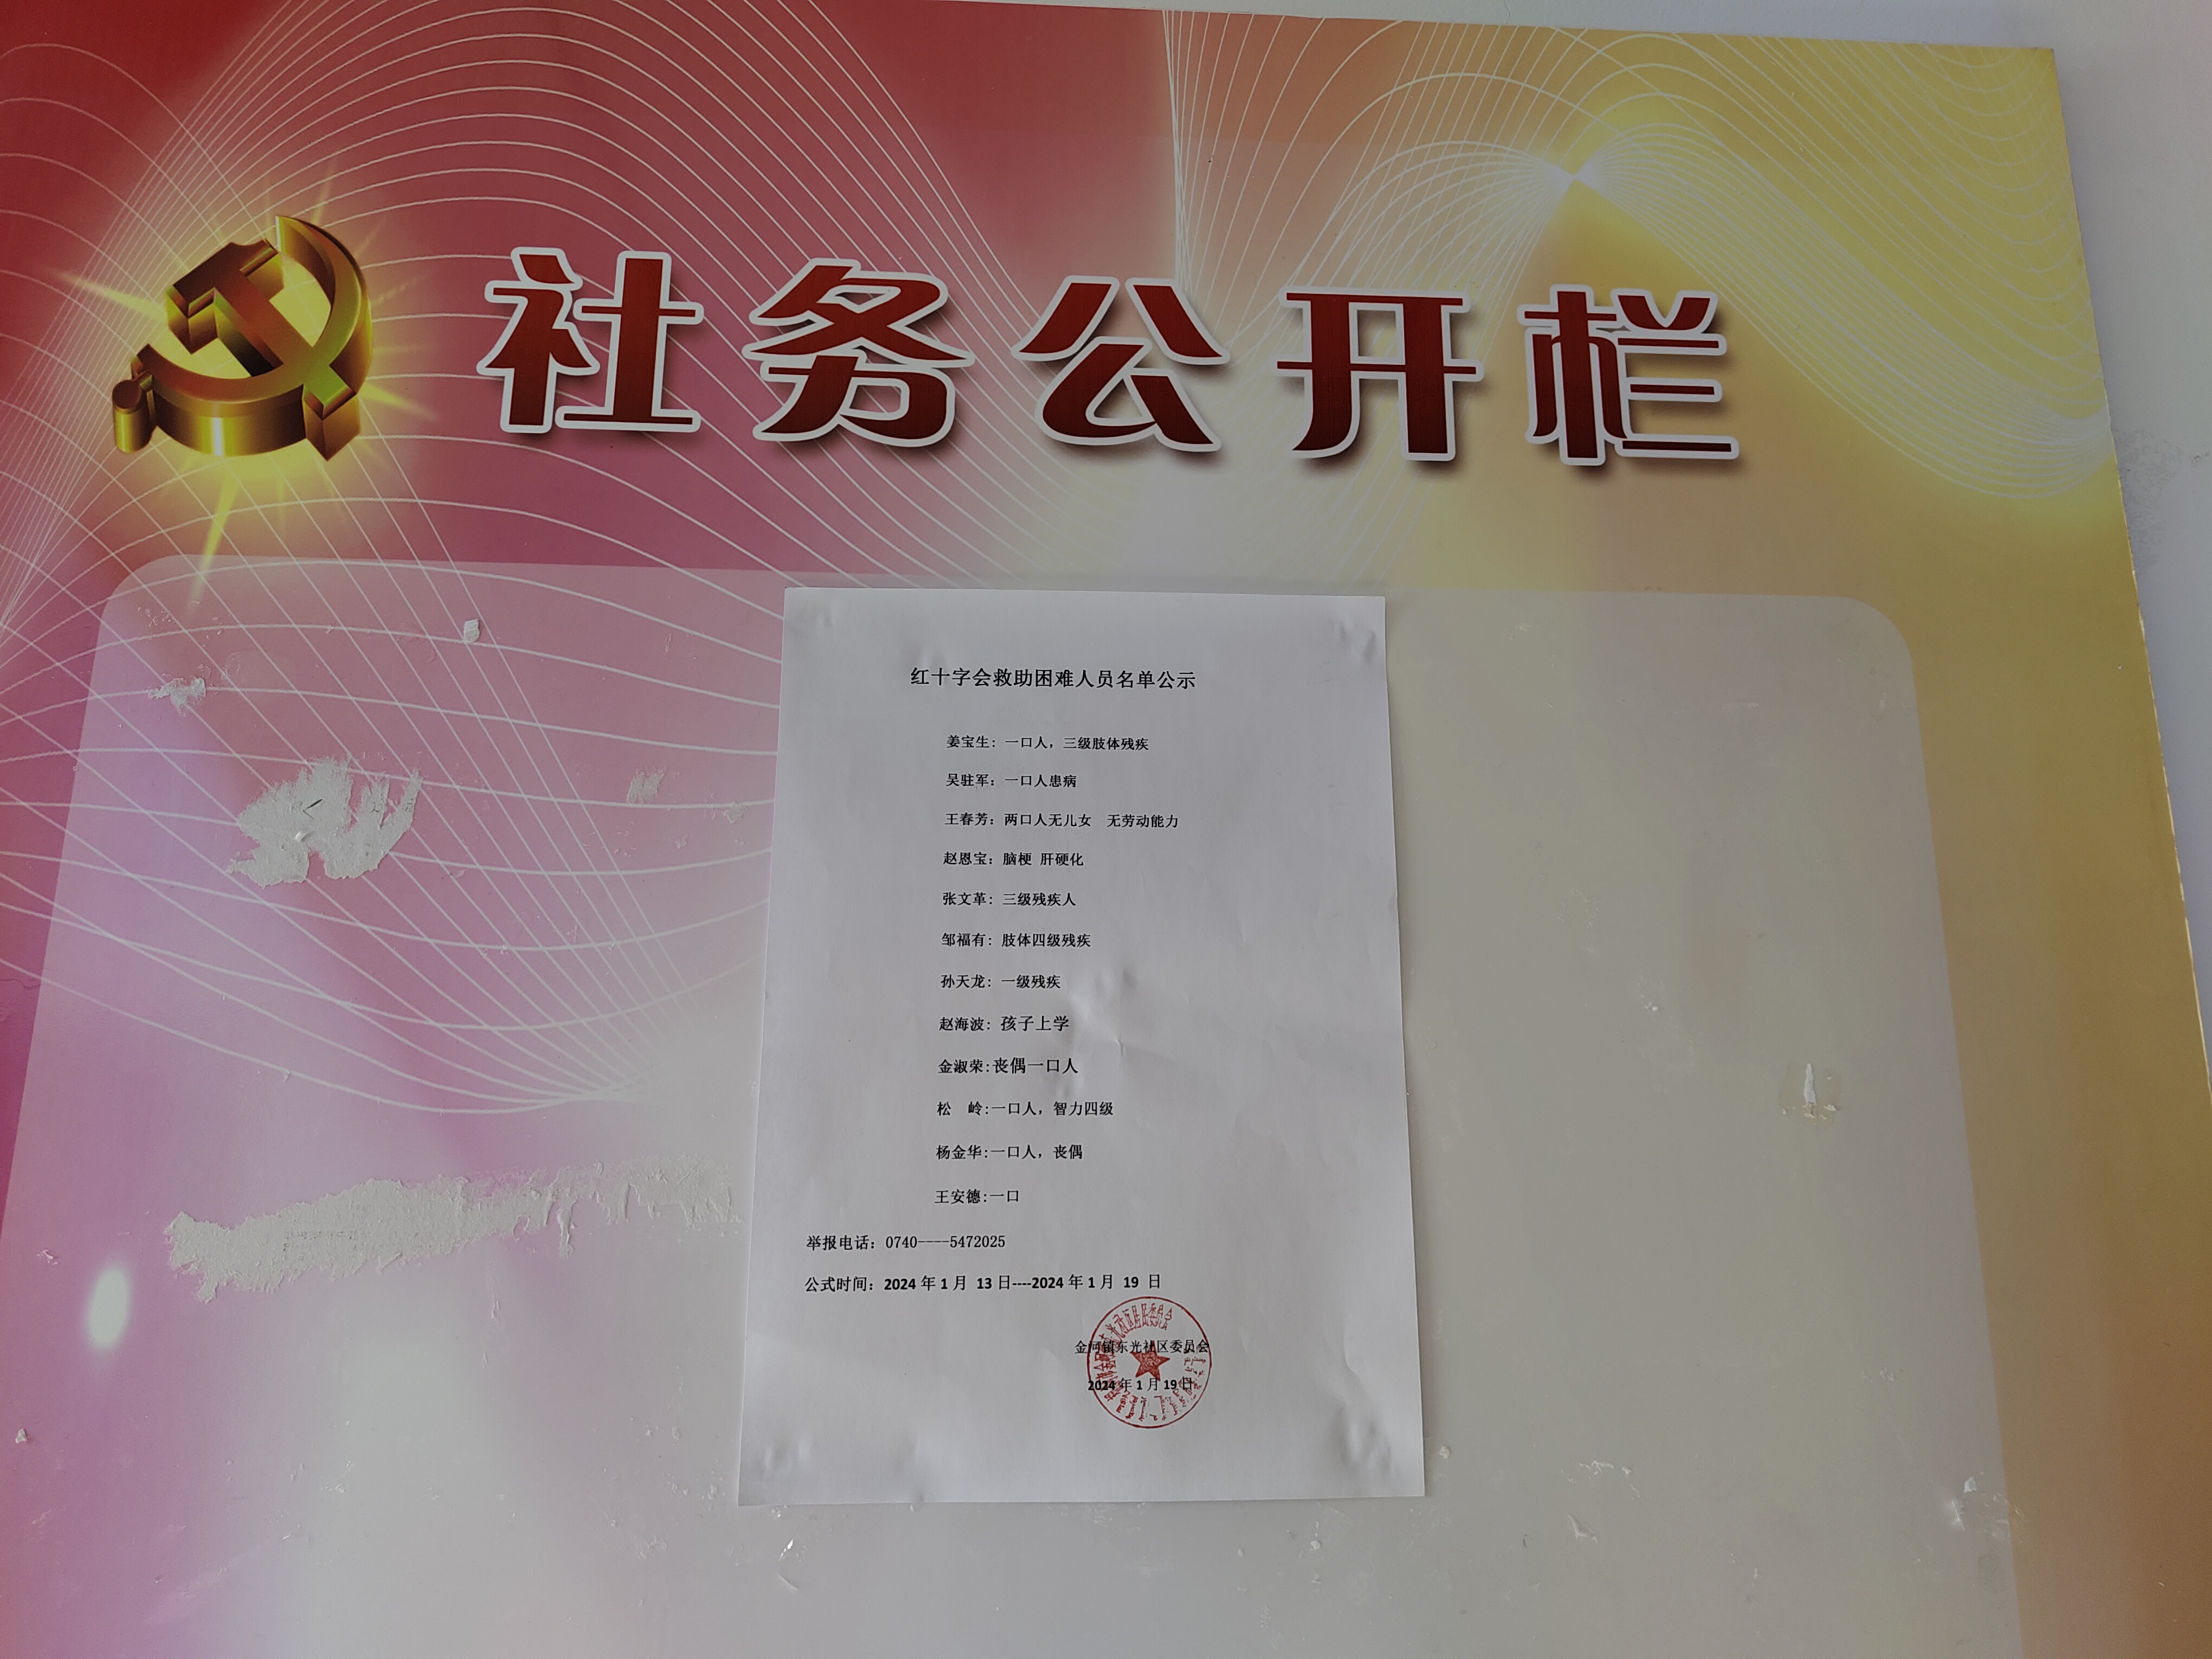 社务公开栏
红十字会救助困难人员名单公示
姜宝生: 一口人，三级肢体残疾
吴驻军：一口人患病
王春芳：两口人无儿女 无劳动能力
赵恩宝：脑梗 肝硬化
张文革: 三级残疾人
邹福有: 肢体四级残疾
孙天龙: 一级残疾
赵海波: 孩子上学
金淑荣:丧偶一口人
松 岭:一口人，智力四级
杨金华:一口人，丧偶
王安德:一口
举报电话：0740----5472025
公式时间：2024 年 1 月 13 日----2024 年 1 月 19 日
金河镇东光社区委员会
2024 年 1 月 19 日